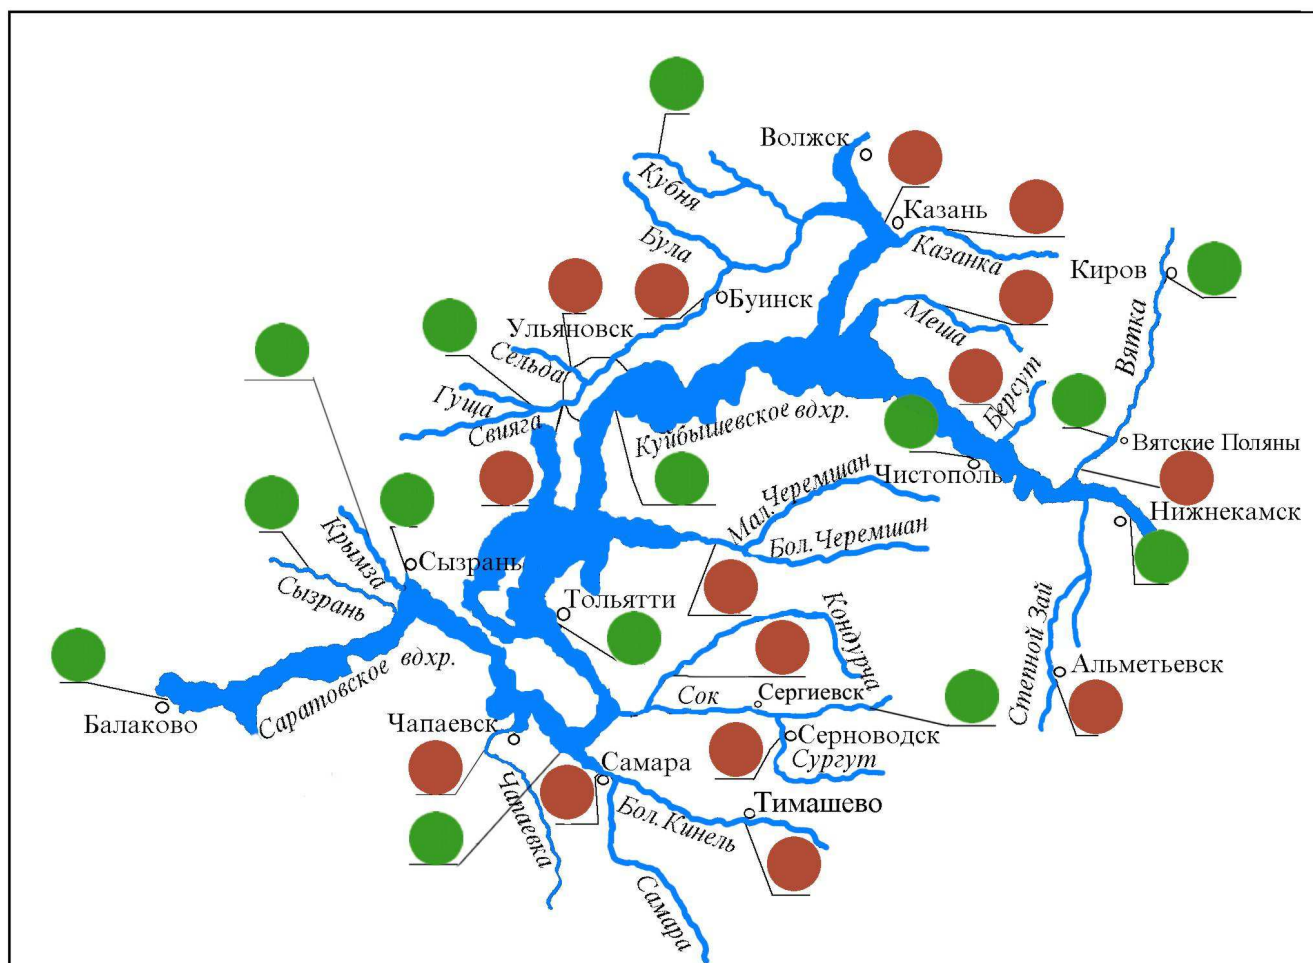 Волжск
Кубня
Казань
Була
Казанка
Киров
Буинск
Меша
Вятка
Ульяновск
Сельда
Берсут
Гуща
Свияга
Куйбышевское вдхр.
Вятские Поляны
Чистополь
Мал.Черемшан
Нижнекамск
Бол.Черемшан
Крымза
Сызрань
Сызрань
Тольятти
Кондурча
Степной Зай
Альметьевск
Саратовское вдхр.
Сок
Сергиевск
Балаково
Чапаевск
Серноводск
Сургут
Самара
Чапаевка
Бол. Кинель
Тимашево
Самара